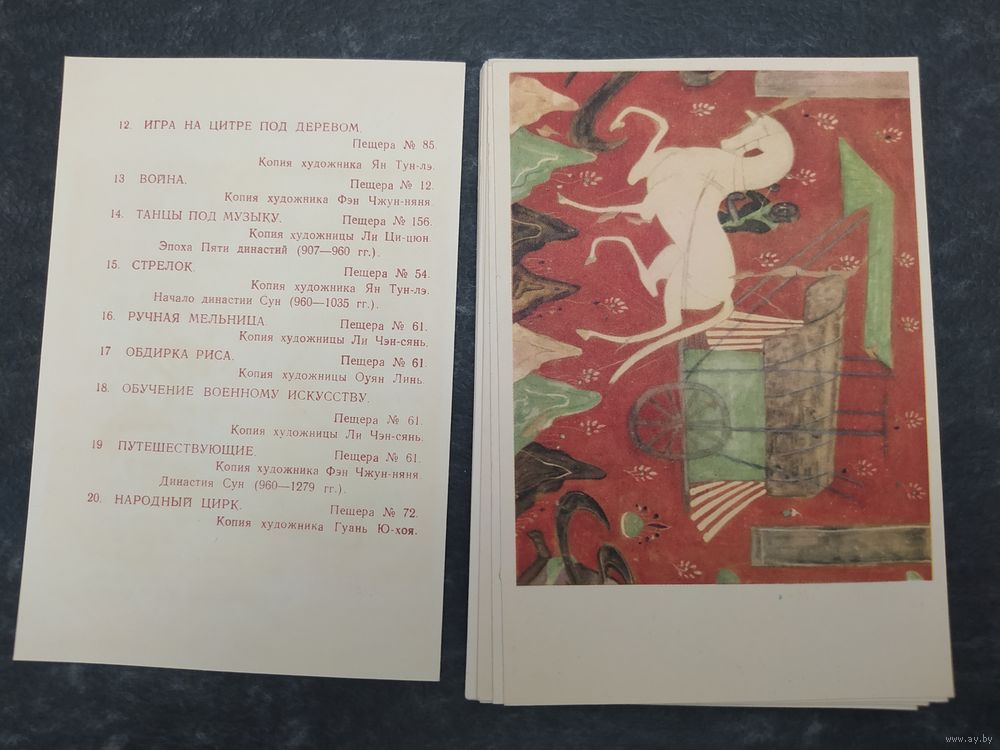 12. ИГРА НА ЦИТРЕ ПОД ДЕРЕВОМ.
Пещера № 85.
Копия художника Ян Тун-лэ.
13 ВОЙНА. Пещера № 12.
Копия художника Фэн Чжун-няня.
14. ТАНЦЫ ПОД МУЗЫКУ. Пещера № 156.
Копия художницы Ли Ци-цюн.
Эпоха Пяти династий (907—960 гг.).
15. СТРЕЛОК. Пещера № 54.
Копия художника Ян Тун-лэ.
Начало династии Сун (960—1035 гг.).
16. РУЧНАЯ МЕЛЬНИЦА. Пещера № 61.
Копия художницы Ли Чэн-сянь.
17 ОБДИРКА РИСА. Пещера № 61.
Копия художницы Оуян Линь.
18. ОБУЧЕНИЕ ВОЕННОМУ ИСКУССТВУ.
Пещера № 61.
Копия художницы Ли Чэн-сянь.
19 ПУТЕШЕСТВУЮЩИЕ. Пещера № 61.
Копия художника Фэн Чжун-няня.
Династия Сун (960—1279 гг.).
20. НАРОДНЫЙ ЦИРК. Пещера № 72.
Копия художника Гуань Ю-хоя.
www.ay.by